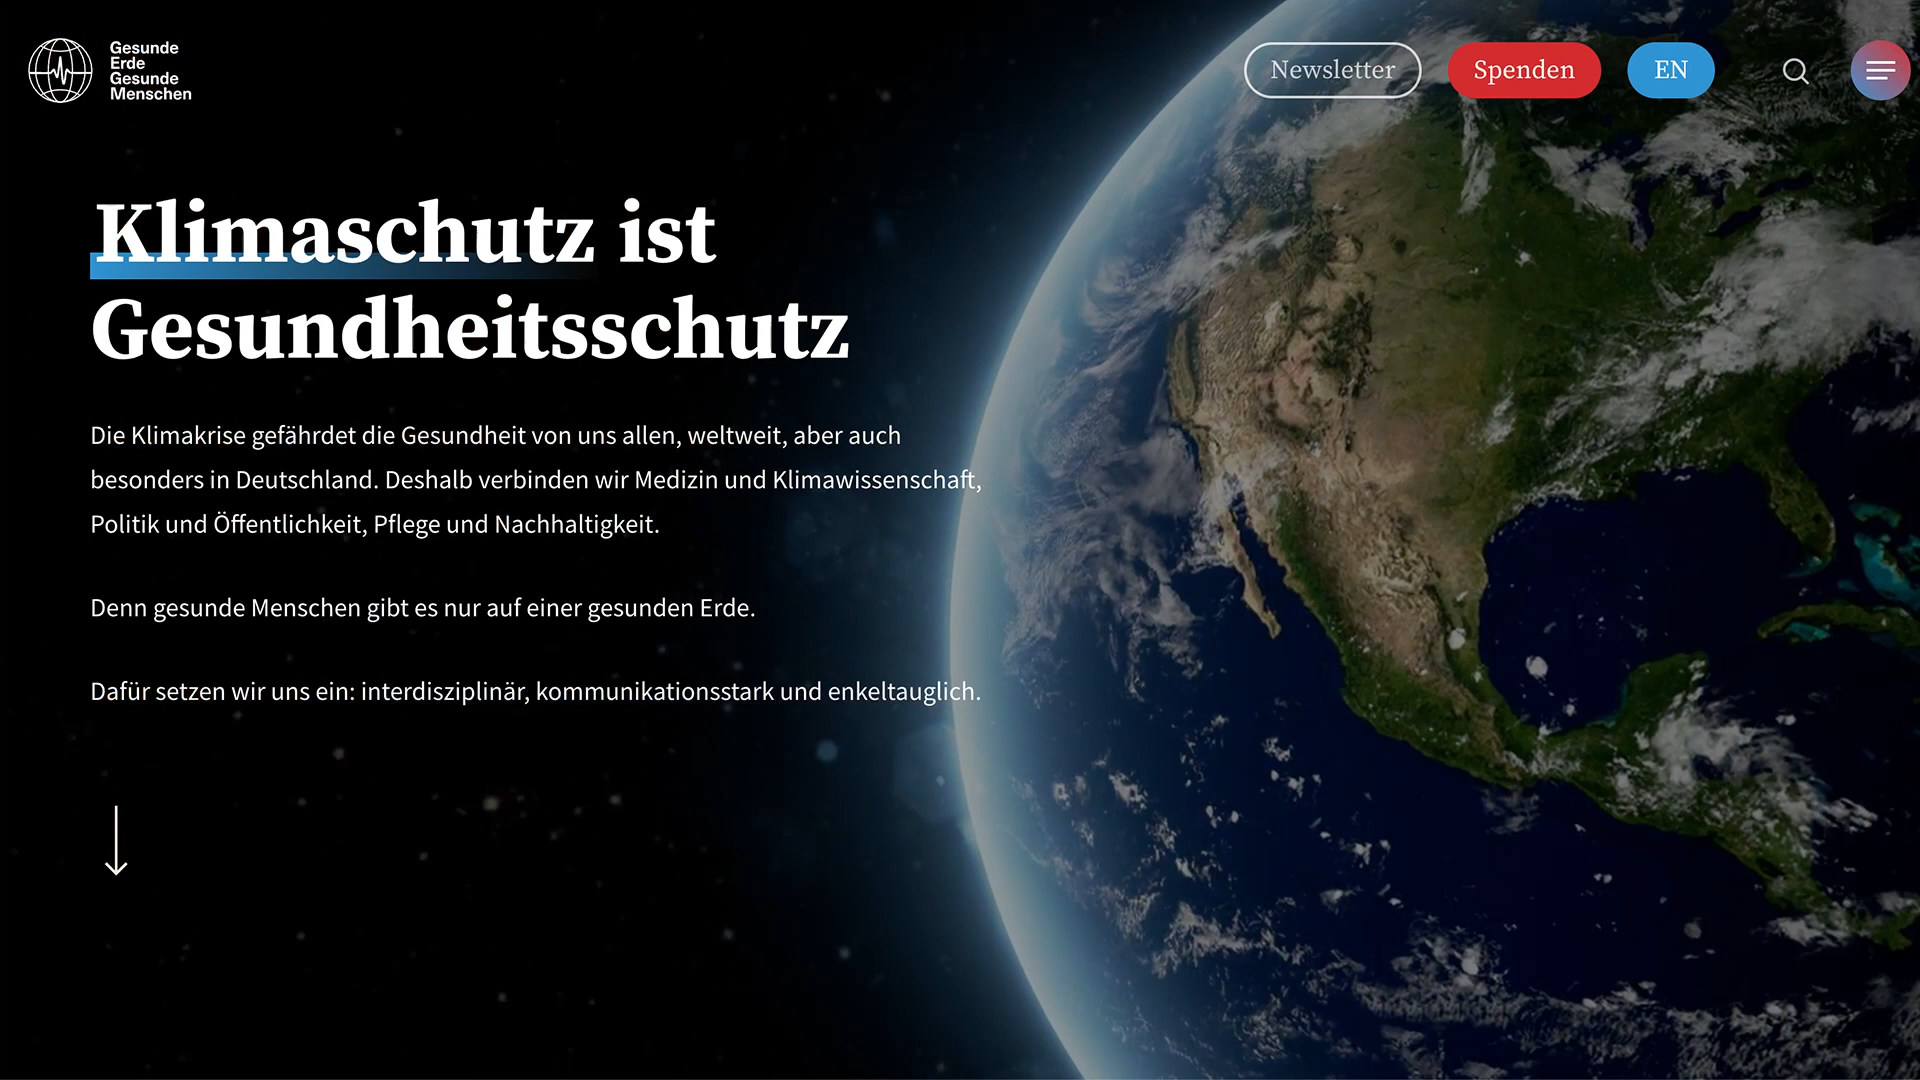 Gesunde
Erde
Gesunde
Menschen
Newsletter
Spenden
EN
Klimaschutz ist
Gesundheitsschutz
Die Klimakrise gefährdet die Gesundheit von uns allen, weltweit, aber auch
besonders in Deutschland. Deshalb verbinden wir Medizin und Klimawissenschaft,
Politik und Öffentlichkeit, Pflege und Nachhaltigkeit.
Denn gesunde Menschen gibt es nur auf einer gesunden Erde.
Dafür setzen wir uns ein: interdisziplinär, kommunikationsstark und enkeltauglich.